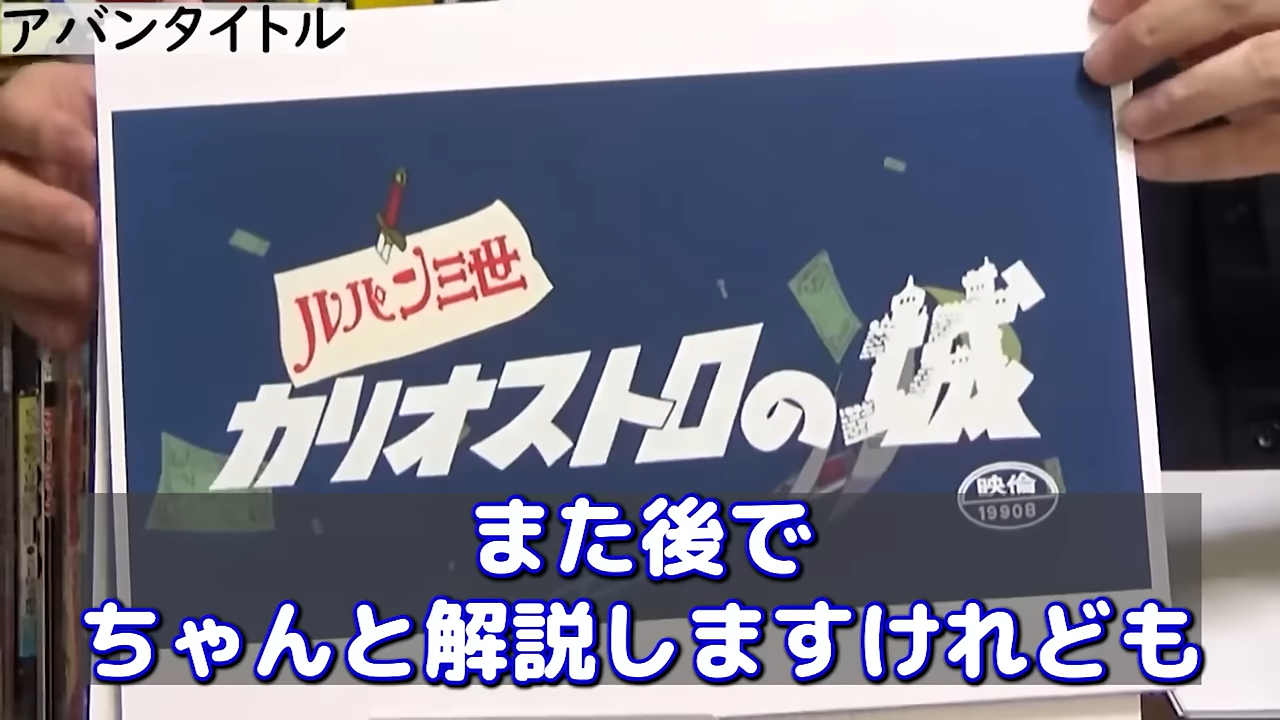 アバンタイトル
ルパン三世
カリオストロの城
映倫
19908
また後で
ちゃんと解説しますけれども